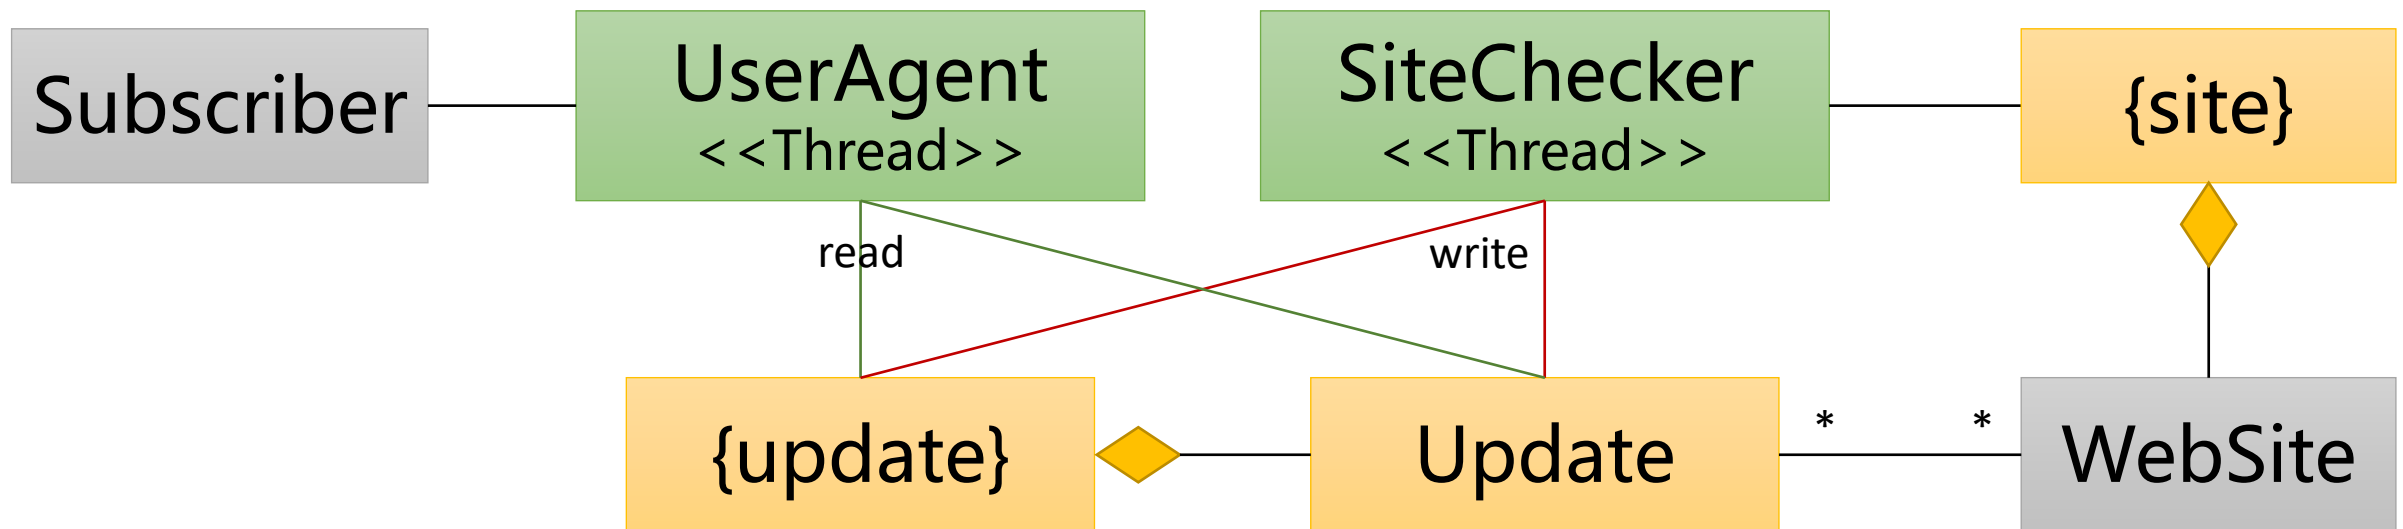 Subscriber
UserAgent
<<Thread>>
SiteChecker
<<Thread>>
{site}
read
write
{update}
Update
*
*
WebSite